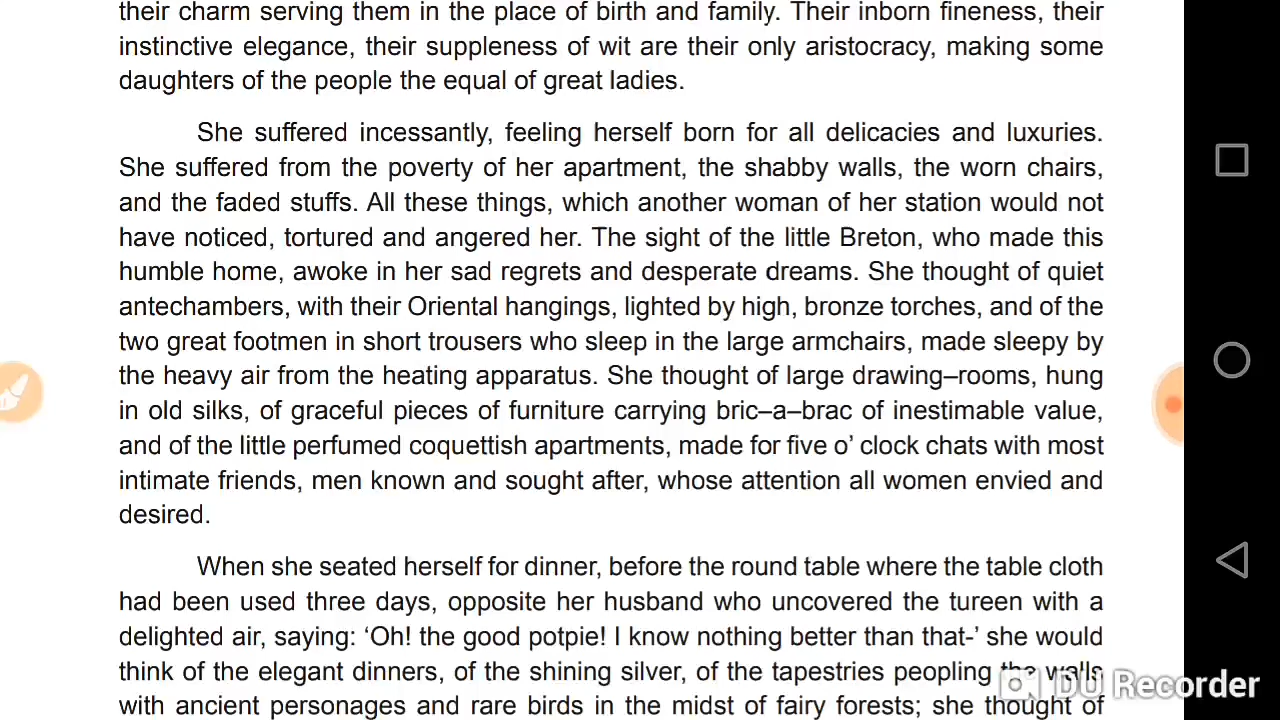 their charm serving them in the place of birth and family. Their inborn fineness, their
instinctive elegance, their suppleness of wit are their only aristocracy, making some
daughters of the people the equal of great ladies.
She suffered incessantly, feeling herself born for all delicacies and luxuries.
She suffered from the poverty of her apartment, the shabby walls, the worn chairs,
and the faded stuffs. All these things, which another woman of her station would not
have noticed, tortured and angered her. The sight of the little Breton, who made this
humble home, awoke in her sad regrets and desperate dreams. She thought of quiet
antechambers, with their Oriental hangings, lighted by high, bronze torches, and of the
two great footmen in short trousers who sleep in the large armchairs, made sleepy by
the heavy air from the heating apparatus. She thought of large drawing–rooms, hung
in old silks, of graceful pieces of furniture carrying bric–a–brac of inestimable value,
and of the little perfumed coquettish apartments, made for five o’ clock chats with most
intimate friends, men known and sought after, whose attention all women envied and
desired.
When she seated herself for dinner, before the round table where the table cloth
had been used three days, opposite her husband who uncovered the tureen with a
delighted air, saying: ‘Oh! the good potpie! I know nothing better than that-’ she would
think of the elegant dinners, of the shining silver, of the tapestries peopling the walls
with ancient personages and rare birds in the midst of fairy forests; she thought of
DU Recorder